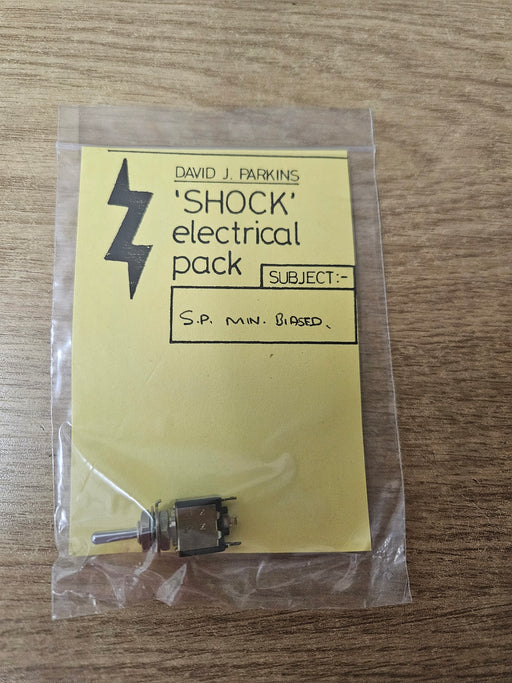 DAVID J. PARKINS
'SHOCK'
electrical
pack
SUBJECT:-
S.P. MIN. BIASED.